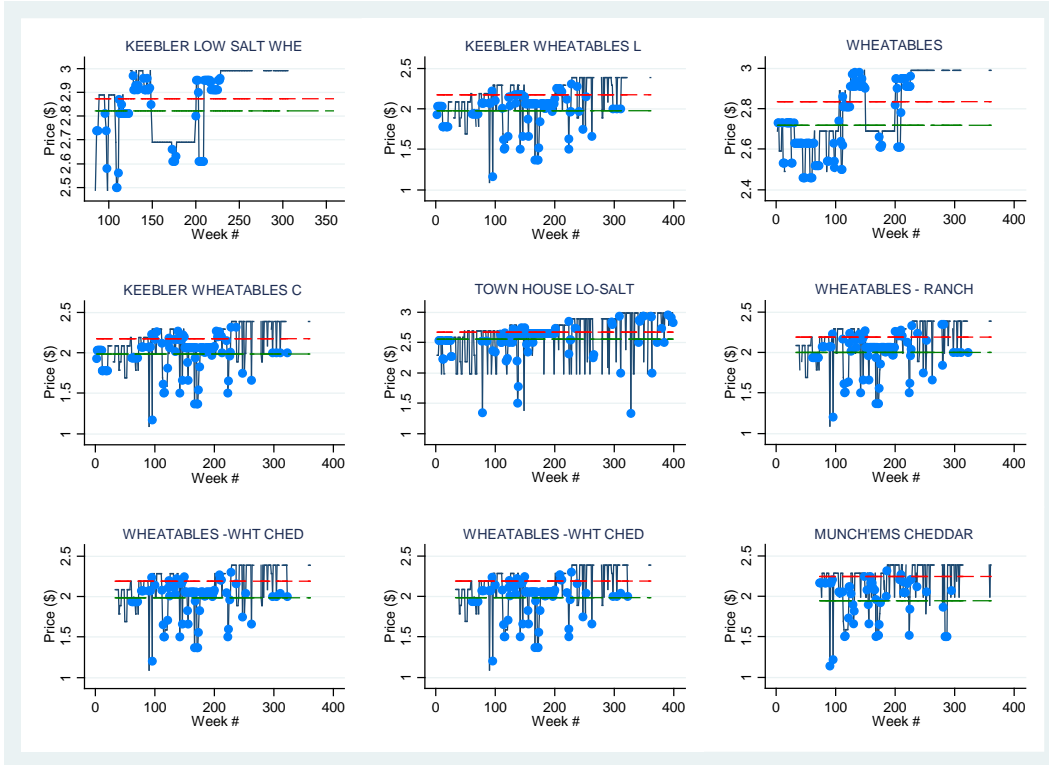 KEEBLER LOW SALT WHE
KEEBLER WHEATABLES L
WHEATABLES
Price ($)
2.5 2.6 2.7 2.8 2.9 3
100 150 200 250 300 350
Week #
Price ($)
1 1.5 2 2.5
0 100 200 300 400
Week #
Price ($)
2.4 2.6 2.8 3
0 100 200 300 400
Week #
KEEBLER WHEATABLES C
TOWN HOUSE LO-SALT
WHEATABLES - RANCH
Price ($)
1 1.5 2 2.5
0 100 200 300 400
Week #
Price ($)
1 1.5 2 2.5 3
0 100 200 300 400
Week #
Price ($)
1 1.5 2 2.5
0 100 200 300 400
Week #
WHEATABLES -WHT CHED
WHEATABLES -WHT CHED
MUNCH'EMS CHEDDAR
Price ($)
1 1.5 2 2.5
0 100 200 300 400
Week #
Price ($)
1 1.5 2 2.5
0 100 200 300 400
Week #
Price ($)
1 1.5 2 2.5
0 100 200 300 400
Week #